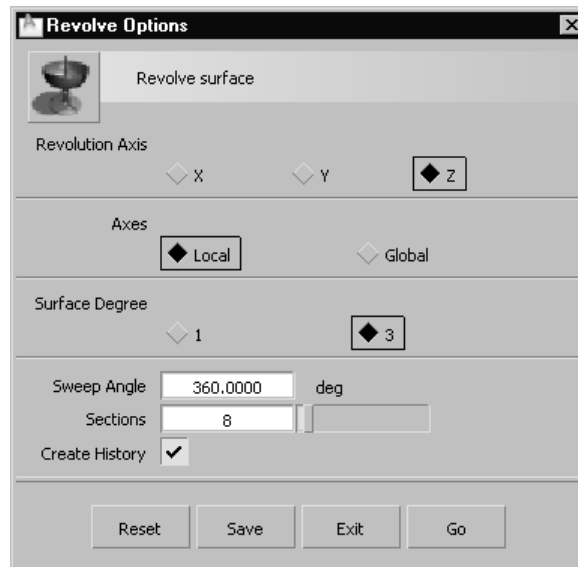 Revolve Options
Revolve surface
Revolution Axis
X Y Z
Axes
Local Global
Surface Degree
1 3
Sweep Angle 360.0000 deg
Sections 8
Create History
Reset Save Exit Go